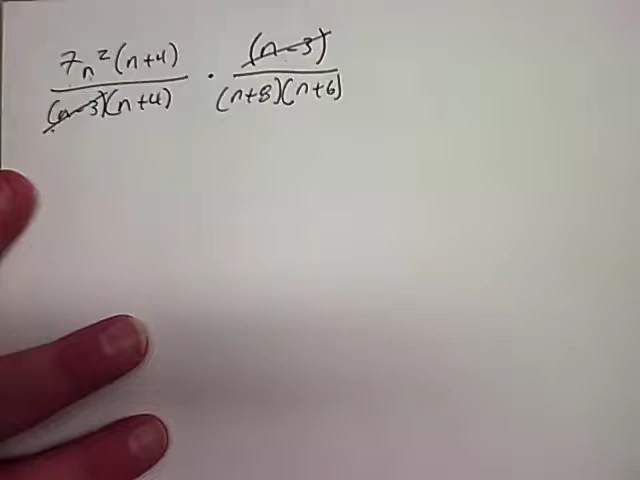 7n²(n+4) / (n-3)(n+4) · (n-3) / (n+8)(n+6)